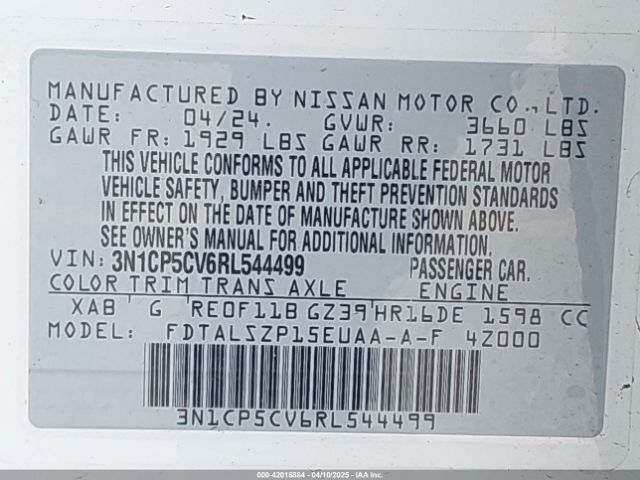 MANUFACTURED BY NISSAN MOTOR CO., LTD.
DATE: 04/24. GVWR: 3660 LBS
GAWR FR: 1929 LBS GAWR RR: 1731 LBS
THIS VEHICLE CONFORMS TO ALL APPLICABLE FEDERAL MOTOR
VEHICLE SAFETY, BUMPER AND THEFT PREVENTION STANDARDS
IN EFFECT ON THE DATE OF MANUFACTURE SHOWN ABOVE.
SEE OWNER'S MANUAL FOR ADDITIONAL INFORMATION.
VIN: 3N1CP5CV6RL544499 PASSENGER CAR.
COLOR TRIM TRANS AXLE ENGINE
XAB G RE0F11B GZ39 HR16DE 1598 CC
MODEL: FDTALSZP15EUAA-A-F 4Z000
3N1CP5CV6RL544499
000-42016884 - 04/10/2025 - IAA Inc.